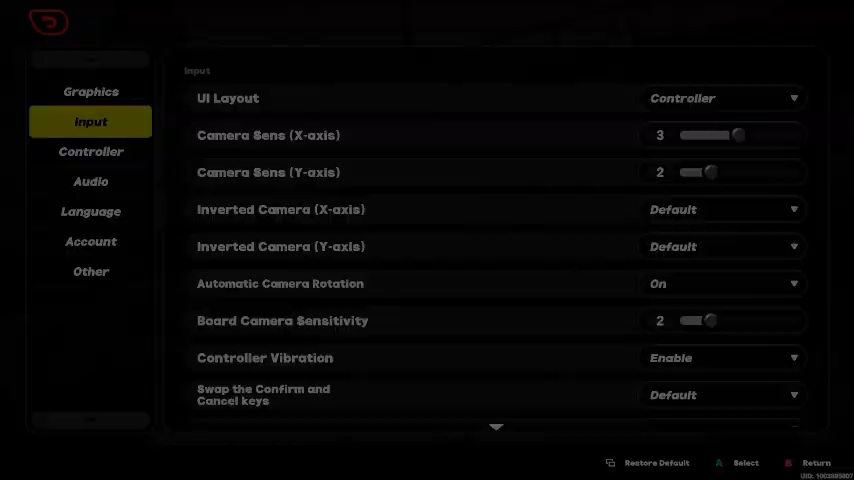 Input
Graphics
Input
Controller
Audio
Language
Account
Other
UI Layout Controller
Camera Sens (X-axis) 3
Camera Sens (Y-axis) 2
Inverted Camera (X-axis) Default
Inverted Camera (Y-axis) Default
Automatic Camera Rotation On
Board Camera Sensitivity 2
Controller Vibration Enable
Swap the Confirm and
Cancel keys Default
Restore Default A Select B Return